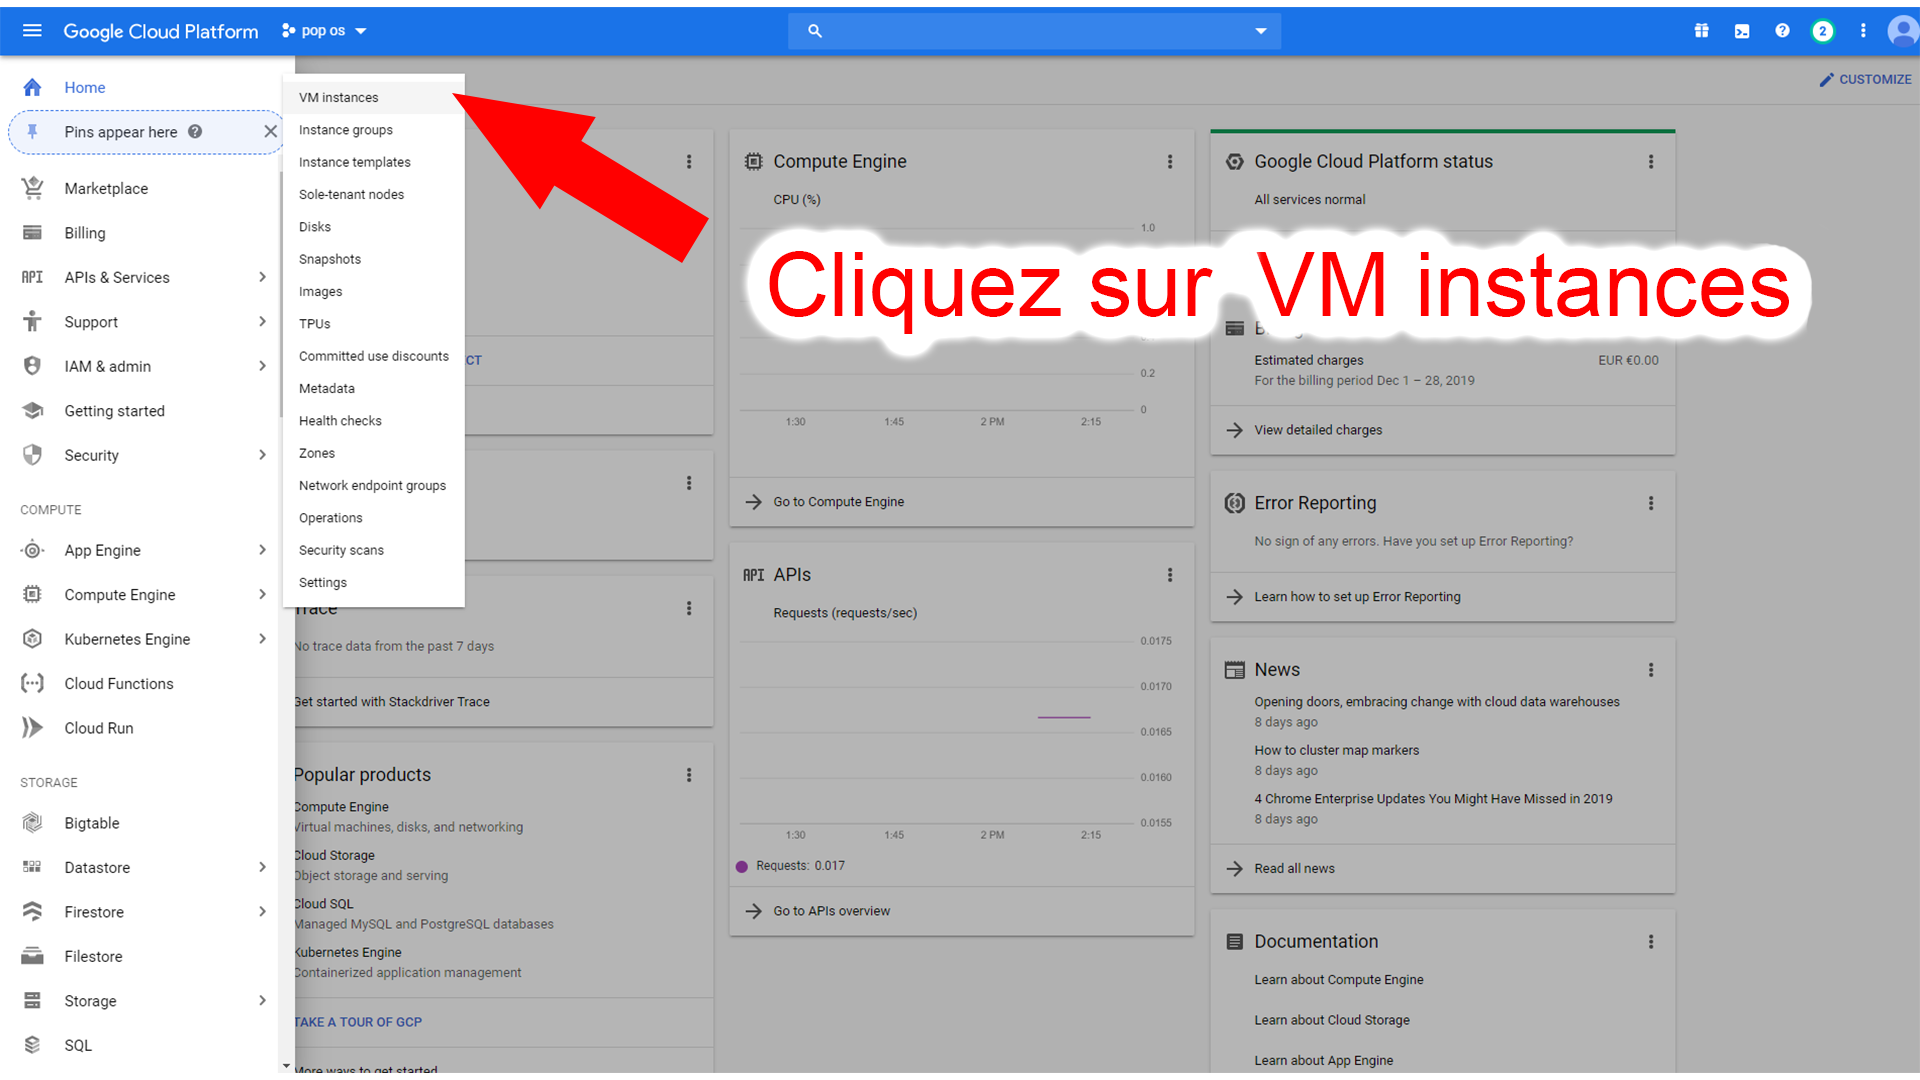 Google Cloud Platform
pop os
2
CUSTOMIZE
Home
Pins appear here
Marketplace
Billing
API APIs & Services
Support
IAM & admin
Getting started
Security
COMPUTE
App Engine
Compute Engine
Kubernetes Engine
Cloud Functions
Cloud Run
STORAGE
Bigtable
Datastore
Firestore
Filestore
Storage
SQL
VM instances
Instance groups
Instance templates
Sole-tenant nodes
Disks
Snapshots
Images
TPUs
Committed use discounts
Metadata
Health checks
Zones
Network endpoint groups
Operations
Security scans
Settings
Cliquez sur VM instances
CT
Trace
No trace data from the past 7 days
Get started with Stackdriver Trace
Popular products
Compute Engine
Virtual machines, disks, and networking
Cloud Storage
Object storage and serving
Cloud SQL
Managed MySQL and PostgreSQL databases
Kubernetes Engine
Containerized application management
TAKE A TOUR OF GCP
More ways to get started
Compute Engine
CPU (%)
1.0
0.2
0
1:30 1:45 2 PM 2:15
Go to Compute Engine
API APIs
Requests (requests/sec)
0.0175
0.0170
0.0165
0.0160
0.0155
1:30 1:45 2 PM 2:15
Requests: 0.017
Go to APIs overview
Google Cloud Platform status
All services normal
Estimated charges EUR €0.00
For the billing period Dec 1 – 28, 2019
View detailed charges
Error Reporting
No sign of any errors. Have you set up Error Reporting?
Learn how to set up Error Reporting
News
Opening doors, embracing change with cloud data warehouses
8 days ago
How to cluster map markers
8 days ago
4 Chrome Enterprise Updates You Might Have Missed in 2019
8 days ago
Read all news
Documentation
Learn about Compute Engine
Learn about Cloud Storage
Learn about App Engine